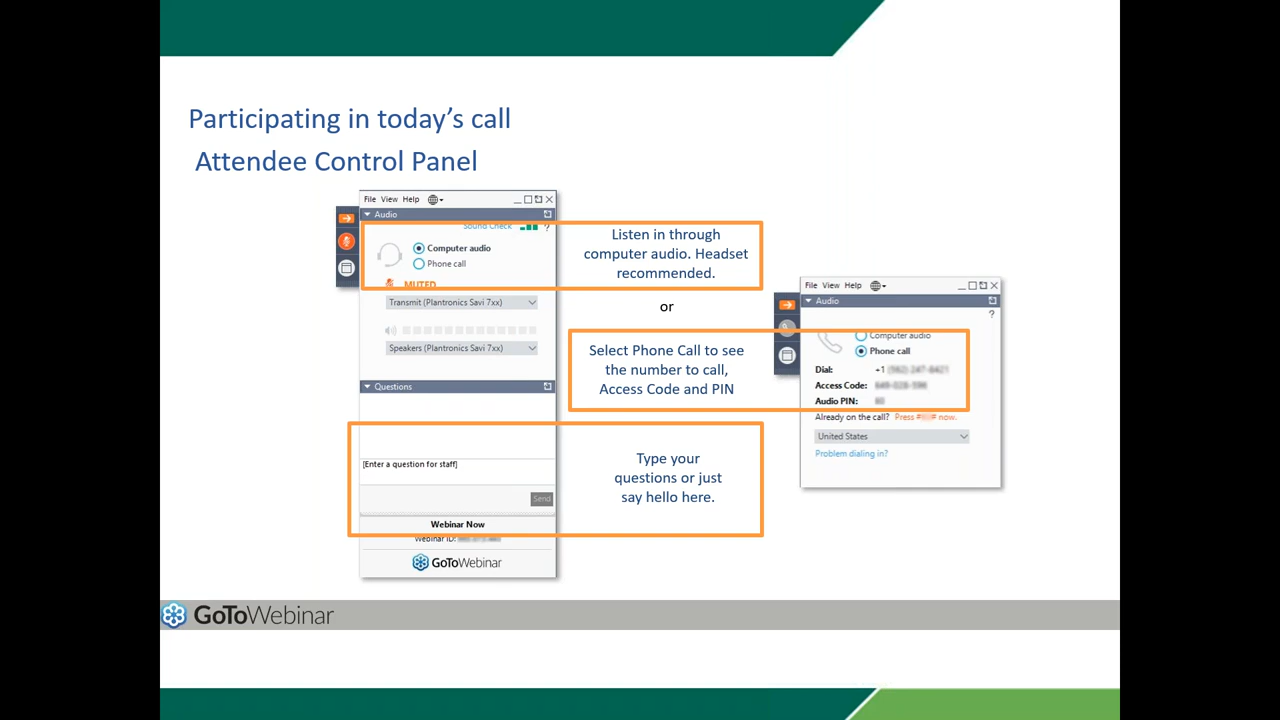 Participating in today's call
Attendee Control Panel
File View Help
Audio
Sound Check
?
Computer audio
Phone call
MUTED
Transmit (Plantronics Savi 7xx)
Speakers (Plantronics Savi 7xx)
Questions
[Enter a question for staff]
Send
Webinar Now
Webinar ID:
GoToWebinar
Listen in through
computer audio. Headset
recommended.
or
Select Phone Call to see
the number to call,
Access Code and PIN
Type your
questions or just
say hello here.
File View Help
Audio
?
Computer audio
Phone call
Dial: +1
Access Code:
Audio PIN:
Already on the call? Press # # now.
United States
Problem dialing in?
GoToWebinar